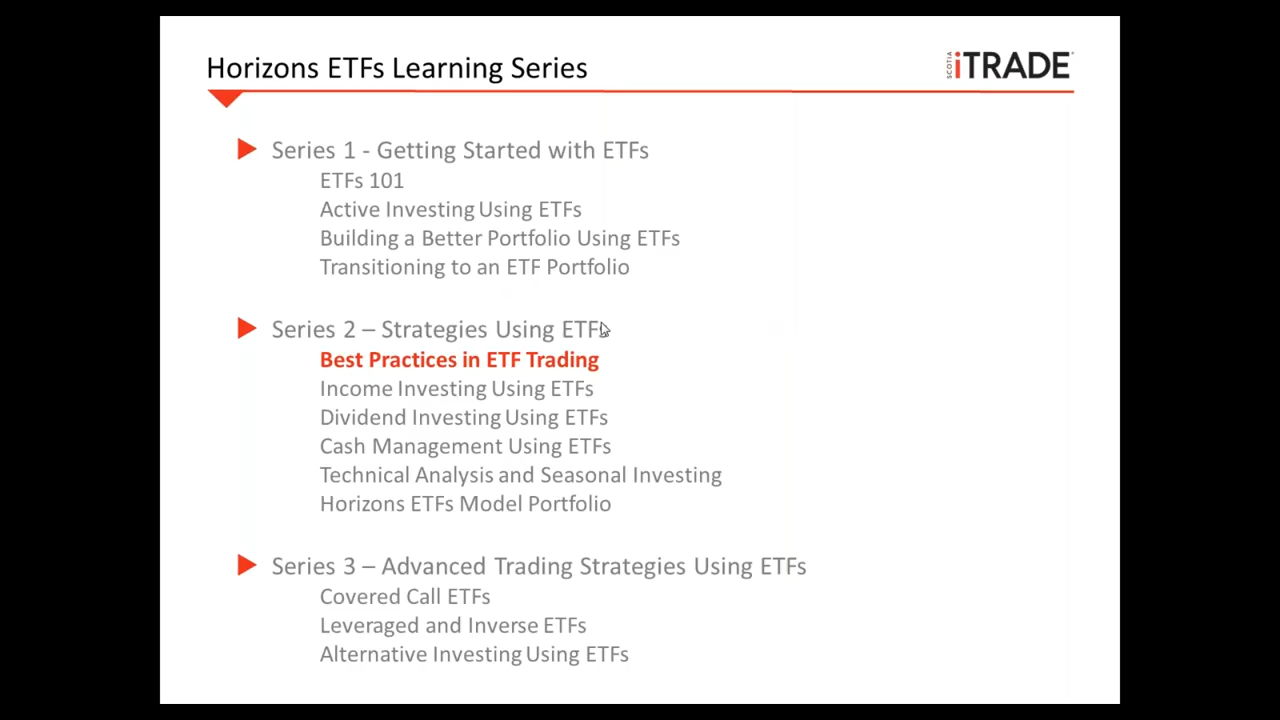 Horizons ETFs Learning Series
SCOTIA iTRADE
Series 1 - Getting Started with ETFs
ETFs 101
Active Investing Using ETFs
Building a Better Portfolio Using ETFs
Transitioning to an ETF Portfolio
Series 2 – Strategies Using ETFs
Best Practices in ETF Trading
Income Investing Using ETFs
Dividend Investing Using ETFs
Cash Management Using ETFs
Technical Analysis and Seasonal Investing
Horizons ETFs Model Portfolio
Series 3 – Advanced Trading Strategies Using ETFs
Covered Call ETFs
Leveraged and Inverse ETFs
Alternative Investing Using ETFs